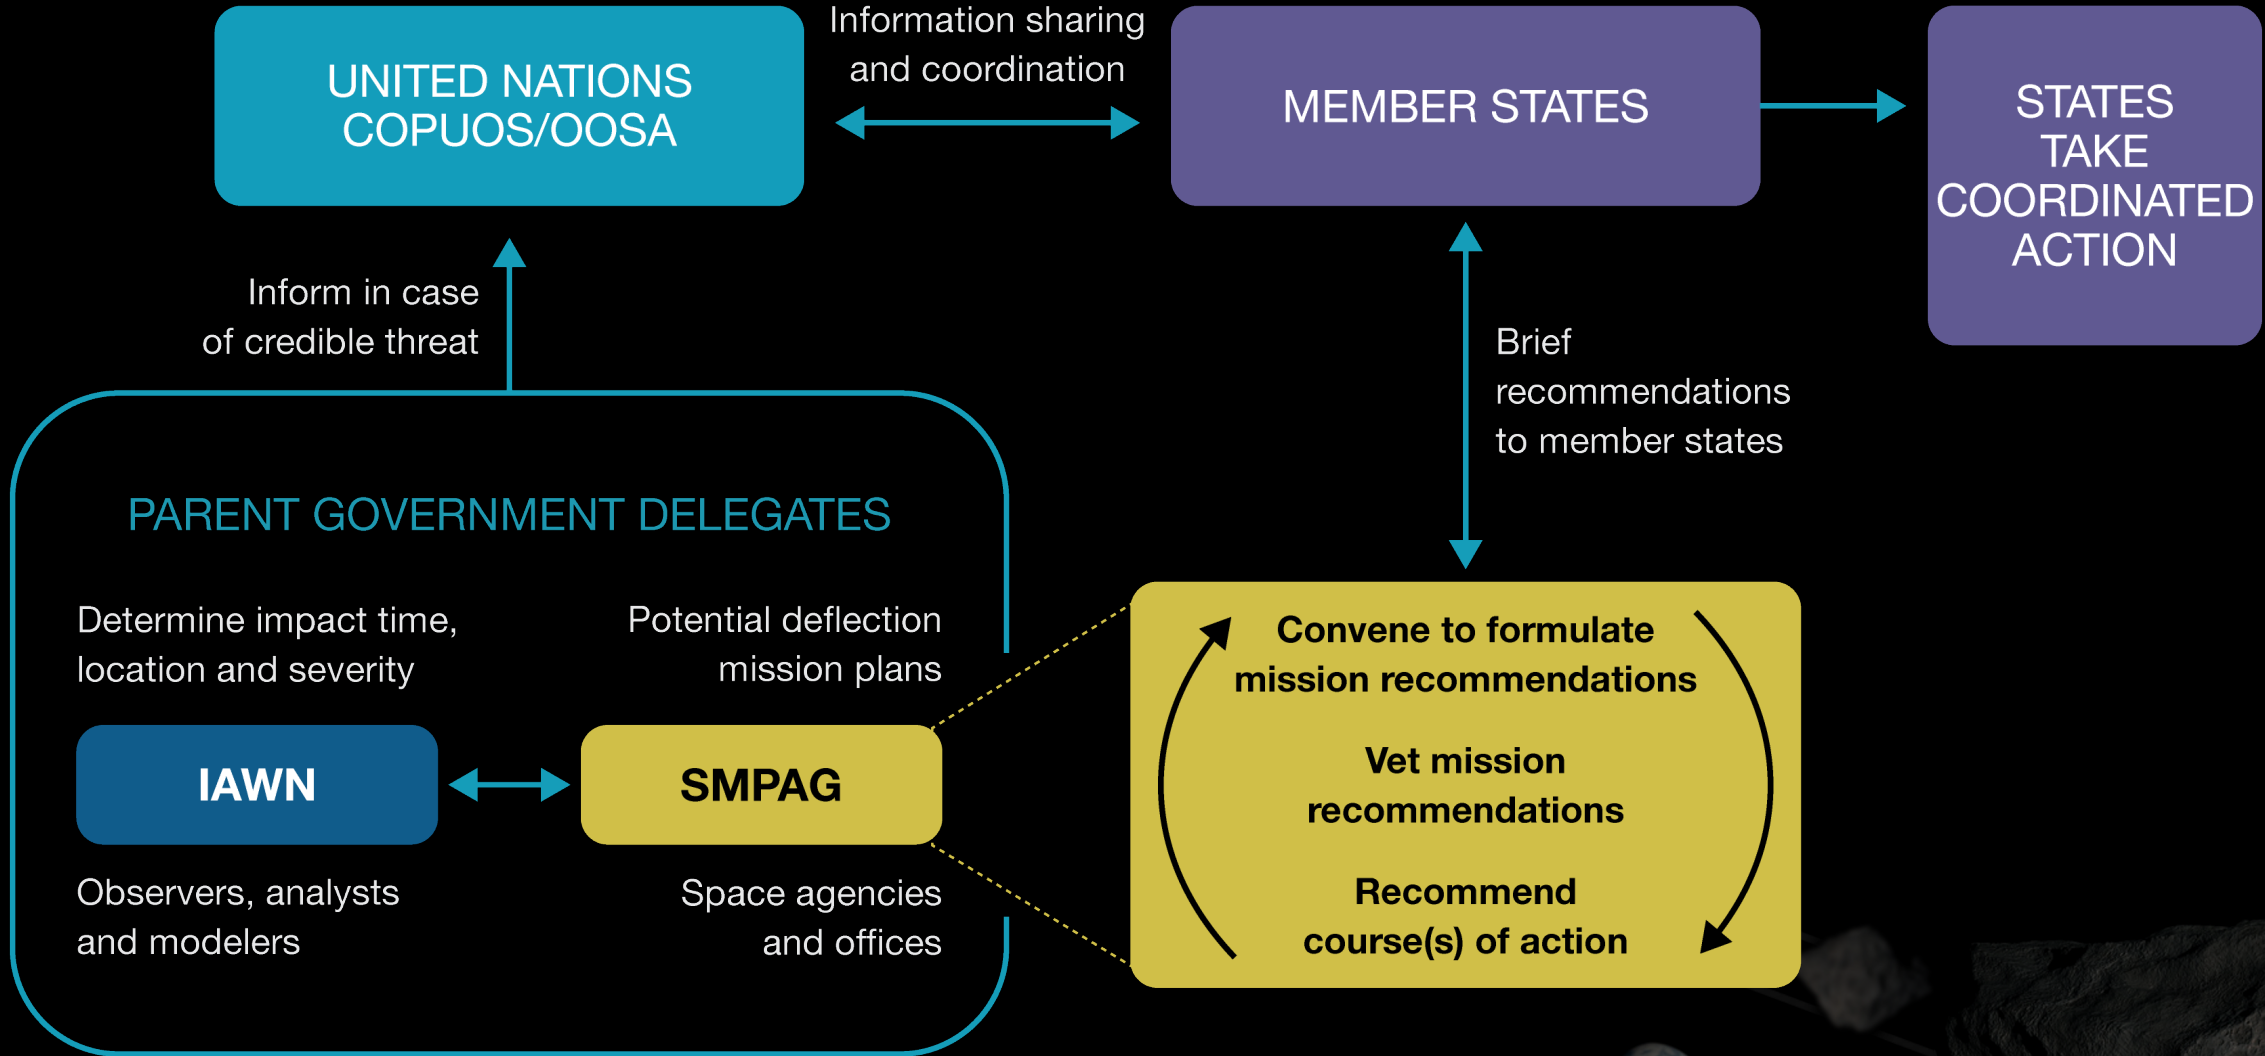 UNITED NATIONS
COPUOS/OOSA
Information sharing
and coordination
MEMBER STATES
STATES
TAKE
COORDINATED
ACTION
Inform in case
of credible threat
Brief
recommendations
to member states
PARENT GOVERNMENT DELEGATES
Determine impact time,
location and severity
Potential deflection
mission plans
IAWN
SMPAG
Observers, analysts
and modelers
Space agencies
and offices
Convene to formulate
mission recommendations
Vet mission
recommendations
Recommend
course(s) of action